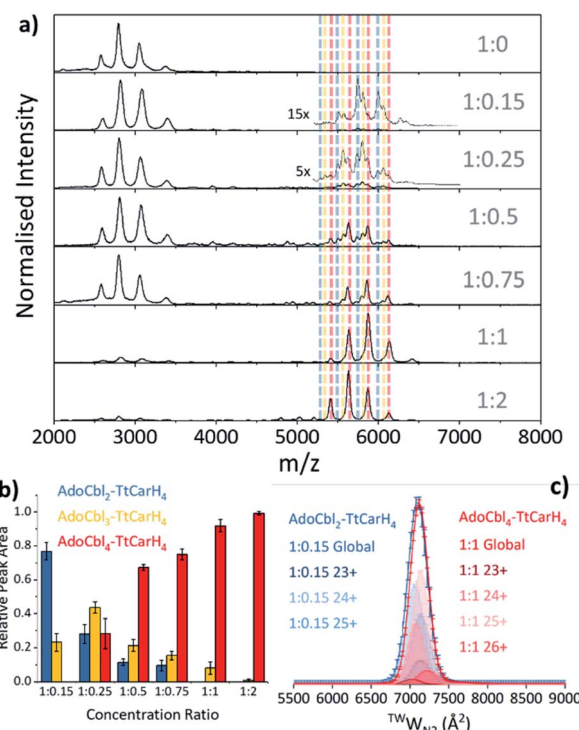 a)
1:0
15x
1:0.15
5x
1:0.25
1:0.5
1:0.75
1:1
1:2
Normalised Intensity
2000 3000 4000 5000 6000 7000 8000
m/z
b)
AdoCbl2-TtCarH4
AdoCbl3-TtCarH4
AdoCbl4-TtCarH4
Relative Peak Area
1.0
0.8
0.6
0.4
0.2
0.0
1:0.15 1:0.25 1:0.5 1:0.75 1:1 1:2
Concentration Ratio
c)
AdoCbl2-TtCarH4
1:0.15 Global
1:0.15 23+
1:0.15 24+
1:0.15 25+
AdoCbl4-TtCarH4
1:1 Global
1:1 23+
1:1 24+
1:1 25+
1:1 26+
5500 6000 6500 7000 7500 8000 8500 9000
(Å²)